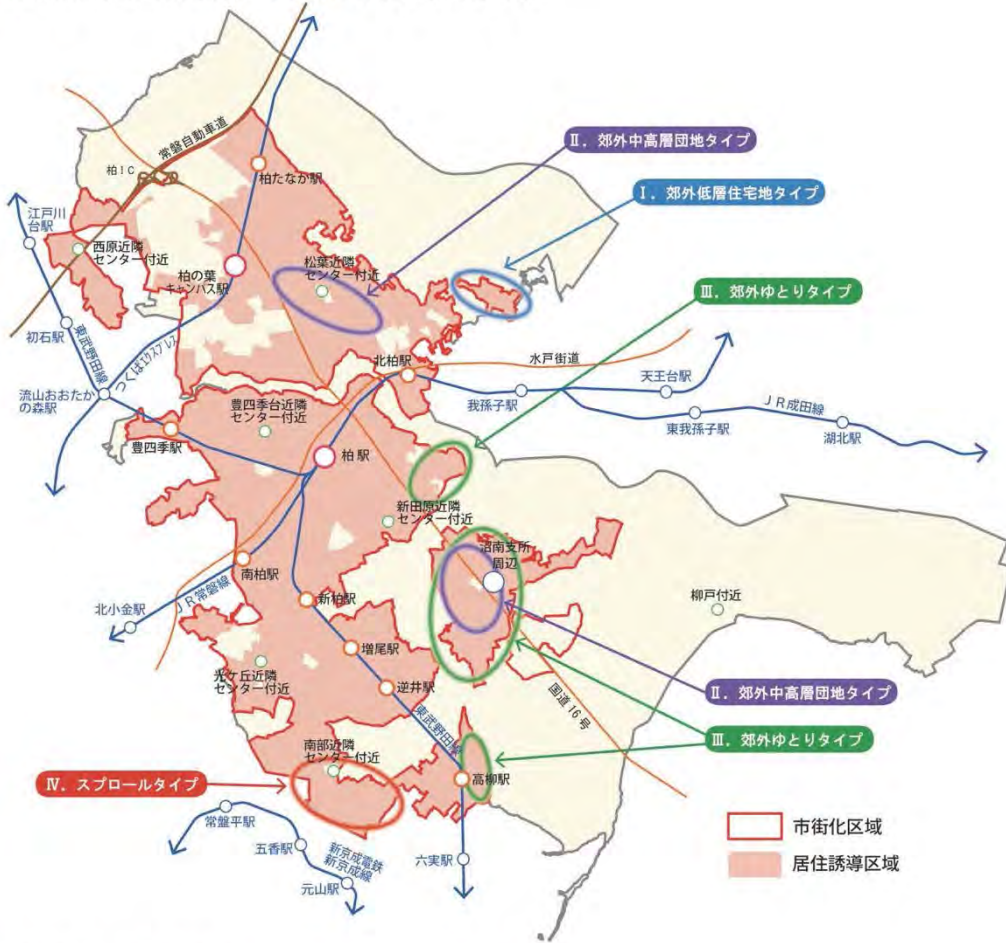 常磐自動車道
柏IC
柏たなか駅
Ⅱ．郊外中高層団地タイプ
Ⅰ．郊外低層住宅地タイプ
江戸川
台駅
西原近隣
センター付近
松葉近隣
センター付近
柏の葉
キャンパス駅
Ⅲ．郊外ゆとりタイプ
初石駅
東武野田線
つくばエクスプレス
北柏駅
水戸街道
天王台駅
我孫子駅
流山おおたか
の森駅
豊四季台近隣
センター付近
東我孫子駅
JR成田線
湖北駅
豊四季駅
柏駅
新田原近隣
センター付近
沼南支所
周辺
南柏駅
JR常磐線
北小金駅
新柏駅
柳戸付近
増尾駅
光ケ丘近隣
センター付近
逆井駅
Ⅱ．郊外中高層団地タイプ
国道16号
東武野田線
Ⅲ．郊外ゆとりタイプ
南部近隣
センター付近
Ⅳ．スプロールタイプ
高柳駅
常盤平駅
五香駅
新京成電鉄
新京成線
元山駅
六実駅
市街化区域
居住誘導区域